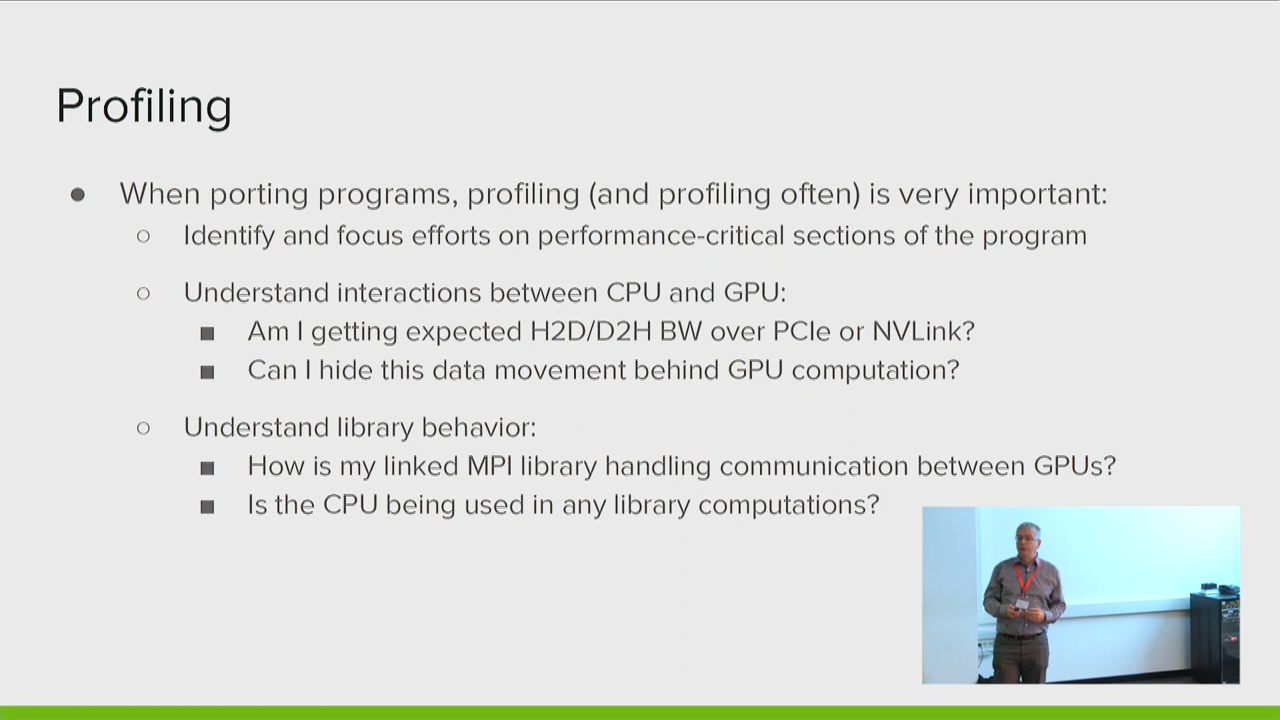 Profiling
● When porting programs, profiling (and profiling often) is very important:
○ Identify and focus efforts on performance-critical sections of the program
○ Understand interactions between CPU and GPU:
■ Am I getting expected H2D/D2H BW over PCIe or NVLink?
■ Can I hide this data movement behind GPU computation?
○ Understand library behavior:
■ How is my linked MPI library handling communication between GPUs?
■ Is the CPU being used in any library computations?